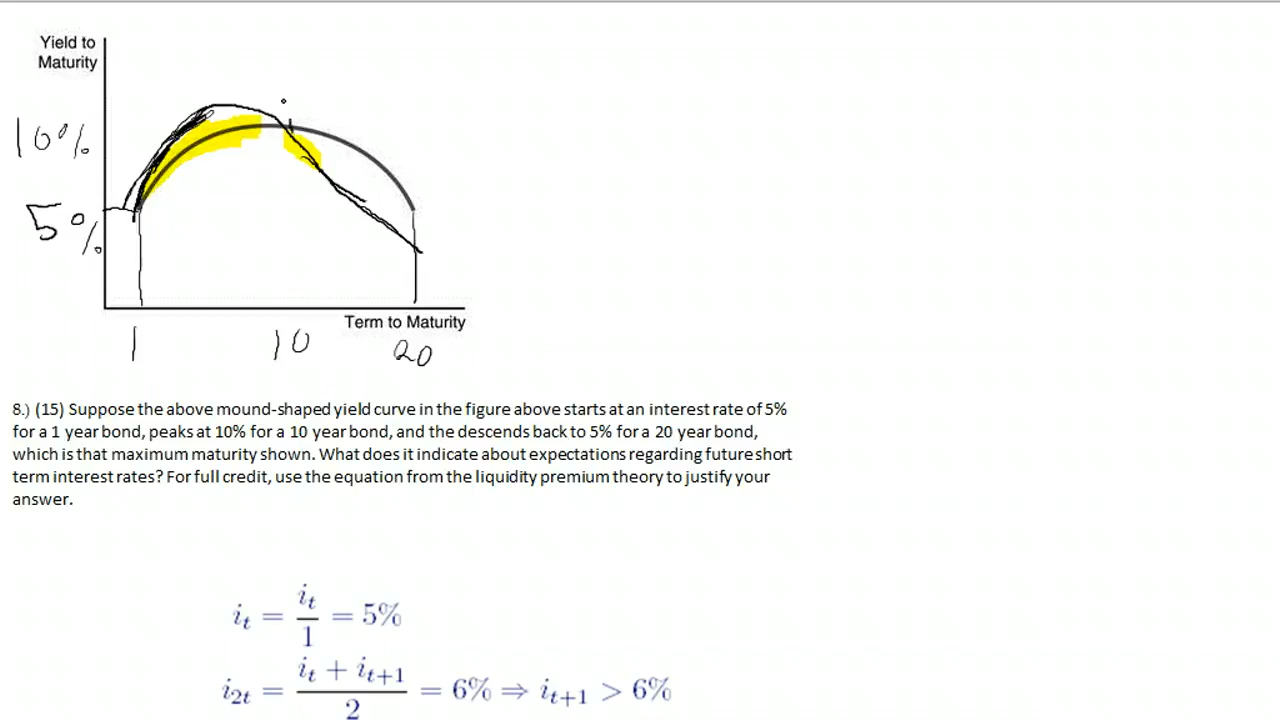 Yield to
Maturity
10%
5%
Term to Maturity
1 10 20
8.) (15) Suppose the above mound-shaped yield curve in the figure above starts at an interest rate of 5%
for a 1 year bond, peaks at 10% for a 10 year bond, and the descends back to 5% for a 20 year bond,
which is that maximum maturity shown. What does it indicate about expectations regarding future short
term interest rates? For full credit, use the equation from the liquidity premium theory to justify your
answer.
i_t = i_t/1 = 5%
i_{2t} = (i_t + i_{t+1})/2 = 6% ⇒ i_{t+1} > 6%